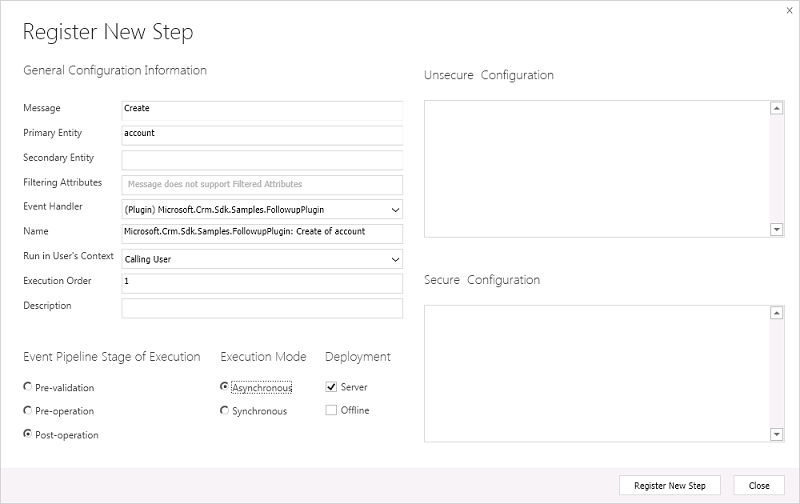 Register New Step
General Configuration Information
Message Create
Primary Entity account
Secondary Entity
Filtering Attributes Message does not support Filtered Attributes
Event Handler (Plugin) Microsoft.Crm.Sdk.Samples.FollowupPlugin
Name Microsoft.Crm.Sdk.Samples.FollowupPlugin: Create of account
Run in User's Context Calling User
Execution Order 1
Description
Event Pipeline Stage of Execution
Pre-validation
Pre-operation
Post-operation
Execution Mode
Asynchronous
Synchronous
Deployment
Server
Offline
Unsecure Configuration
Secure Configuration
Register New Step
Close